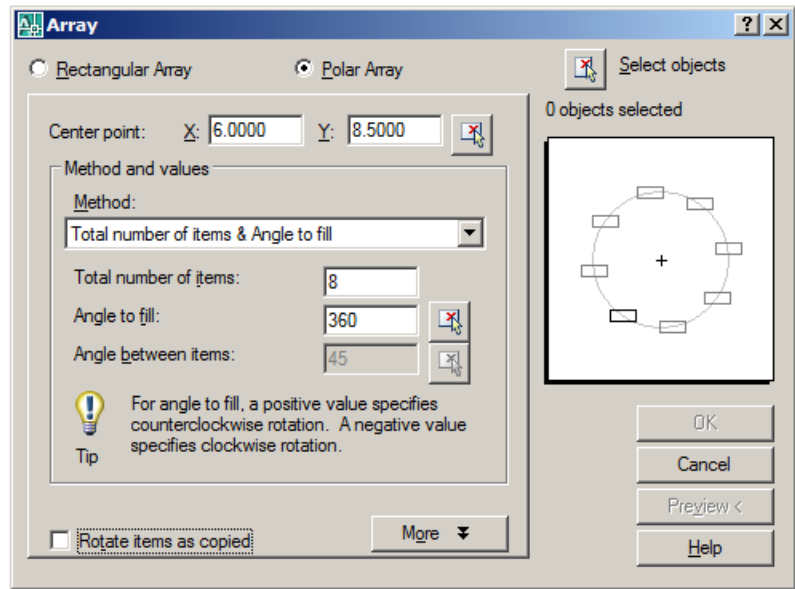 Array
Rectangular Array
Polar Array
Select objects
0 objects selected
Center point: X: 6.0000 Y: 8.5000
Method and values
Method:
Total number of items & Angle to fill
Total number of items: 8
Angle to fill: 360
Angle between items: 45
For angle to fill, a positive value specifies
counterclockwise rotation. A negative value
specifies clockwise rotation.
Tip
Rotate items as copied
More
OK
Cancel
Preview <
Help